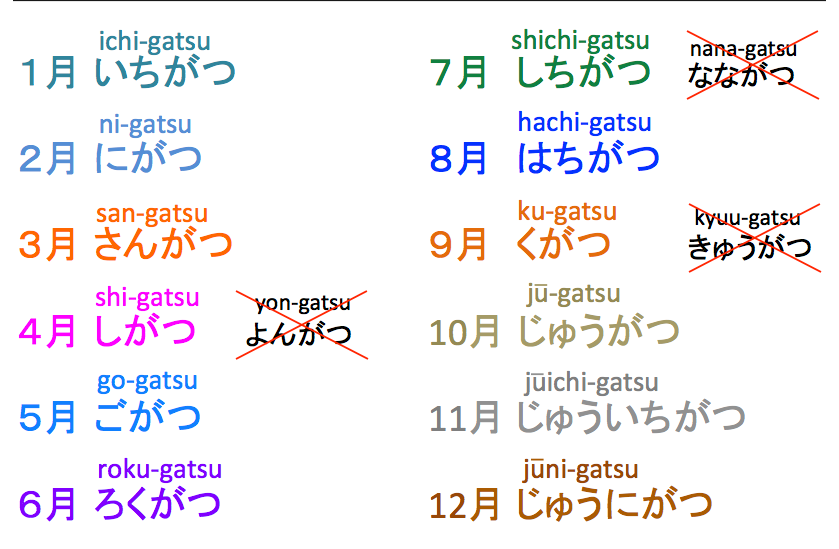 ichi-gatsu
１月 いちがつ
ni-gatsu
２月 にがつ
san-gatsu
３月 さんがつ
shi-gatsu
４月 しがつ
yon-gatsu
よんがつ
go-gatsu
５月 ごがつ
roku-gatsu
６月 ろくがつ
shichi-gatsu
７月 しちがつ
nana-gatsu
なながつ
hachi-gatsu
８月 はちがつ
ku-gatsu
９月 くがつ
kyuu-gatsu
きゅうがつ
jū-gatsu
10月 じゅうがつ
jūichi-gatsu
11月 じゅういちがつ
jūni-gatsu
12月 じゅうにがつ